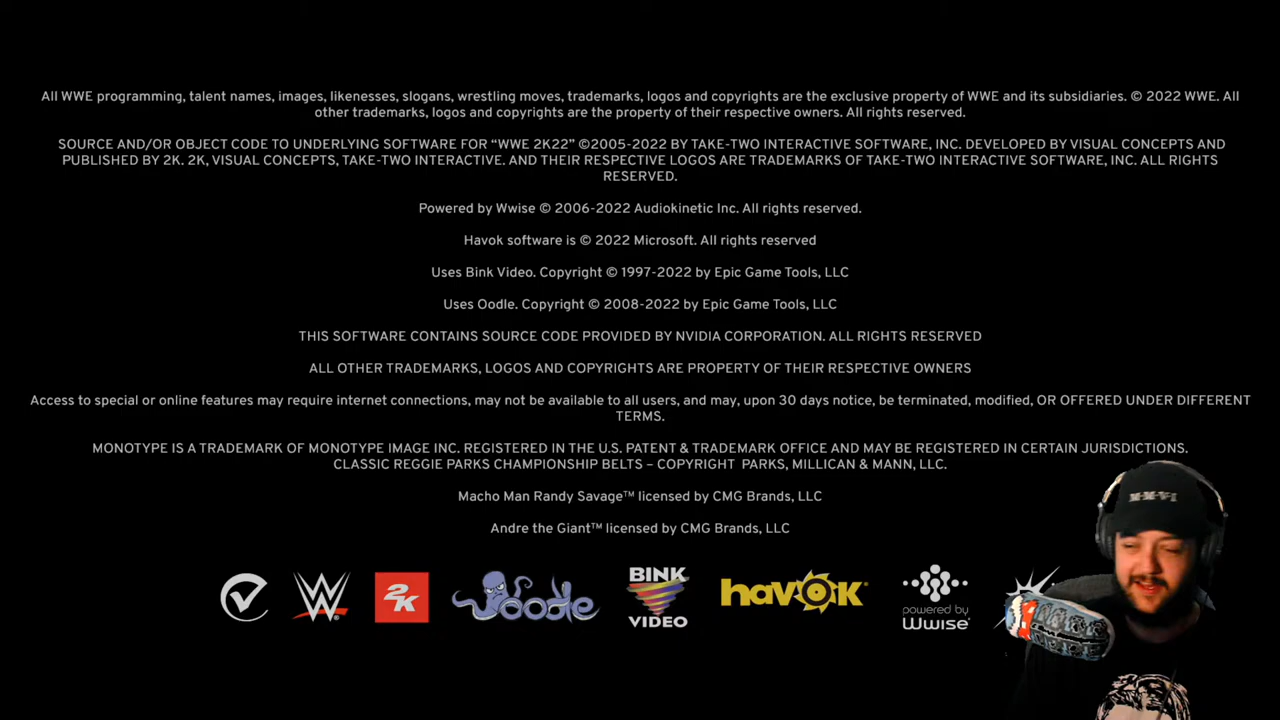 All WWE programming, talent names, images, likenesses, slogans, wrestling moves, trademarks, logos and copyrights are the exclusive property of WWE and its subsidiaries. © 2022 WWE. All
other trademarks, logos and copyrights are the property of their respective owners. All rights reserved.
SOURCE AND/OR OBJECT CODE TO UNDERLYING SOFTWARE FOR “WWE 2K22” ©2005-2022 BY TAKE-TWO INTERACTIVE SOFTWARE, INC. DEVELOPED BY VISUAL CONCEPTS AND
PUBLISHED BY 2K. 2K, VISUAL CONCEPTS, TAKE-TWO INTERACTIVE. AND THEIR RESPECTIVE LOGOS ARE TRADEMARKS OF TAKE-TWO INTERACTIVE SOFTWARE, INC. ALL RIGHTS
RESERVED.
Powered by Wwise © 2006-2022 Audiokinetic Inc. All rights reserved.
Havok software is © 2022 Microsoft. All rights reserved
Uses Bink Video. Copyright © 1997-2022 by Epic Game Tools, LLC
Uses Oodle. Copyright © 2008-2022 by Epic Game Tools, LLC
THIS SOFTWARE CONTAINS SOURCE CODE PROVIDED BY NVIDIA CORPORATION. ALL RIGHTS RESERVED
ALL OTHER TRADEMARKS, LOGOS AND COPYRIGHTS ARE PROPERTY OF THEIR RESPECTIVE OWNERS
Access to special or online features may require internet connections, may not be available to all users, and may, upon 30 days notice, be terminated, modified, OR OFFERED UNDER DIFFERENT
TERMS.
MONOTYPE IS A TRADEMARK OF MONOTYPE IMAGE INC. REGISTERED IN THE U.S. PATENT & TRADEMARK OFFICE AND MAY BE REGISTERED IN CERTAIN JURISDICTIONS.
CLASSIC REGGIE PARKS CHAMPIONSHIP BELTS – COPYRIGHT PARKS, MILLICAN & MANN, LLC.
Macho Man Randy Savage™ licensed by CMG Brands, LLC
Andre the Giant™ licensed by CMG Brands, LLC
W 2K oodle BINK VIDEO havok powered by Wwise